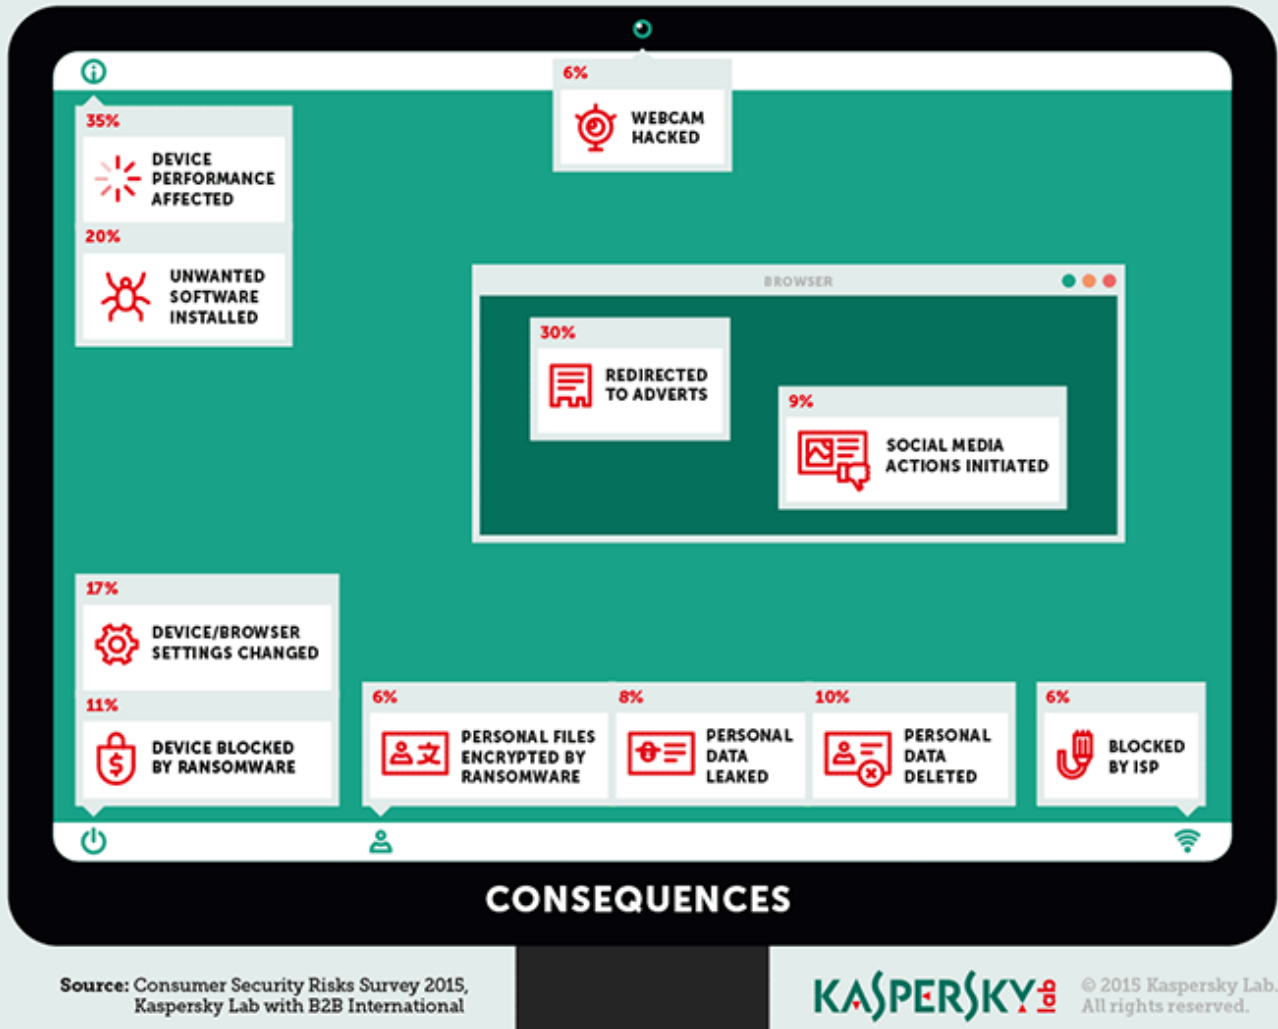 6%
WEBCAM
HACKED
35%
DEVICE
PERFORMANCE
AFFECTED
20%
UNWANTED
SOFTWARE
INSTALLED
BROWSER
30%
REDIRECTED
TO ADVERTS
9%
SOCIAL MEDIA
ACTIONS INITIATED
17%
DEVICE/BROWSER
SETTINGS CHANGED
11%
$
DEVICE BLOCKED
BY RANSOMWARE
6%
文
PERSONAL FILES
ENCRYPTED BY
RANSOMWARE
8%
PERSONAL
DATA
LEAKED
10%
PERSONAL
DATA
DELETED
6%
BLOCKED
BY ISP
CONSEQUENCES
Source: Consumer Security Risks Survey 2015,
Kaspersky Lab with B2B International
KASPERSKY lab
© 2015 Kaspersky Lab.
All rights reserved.